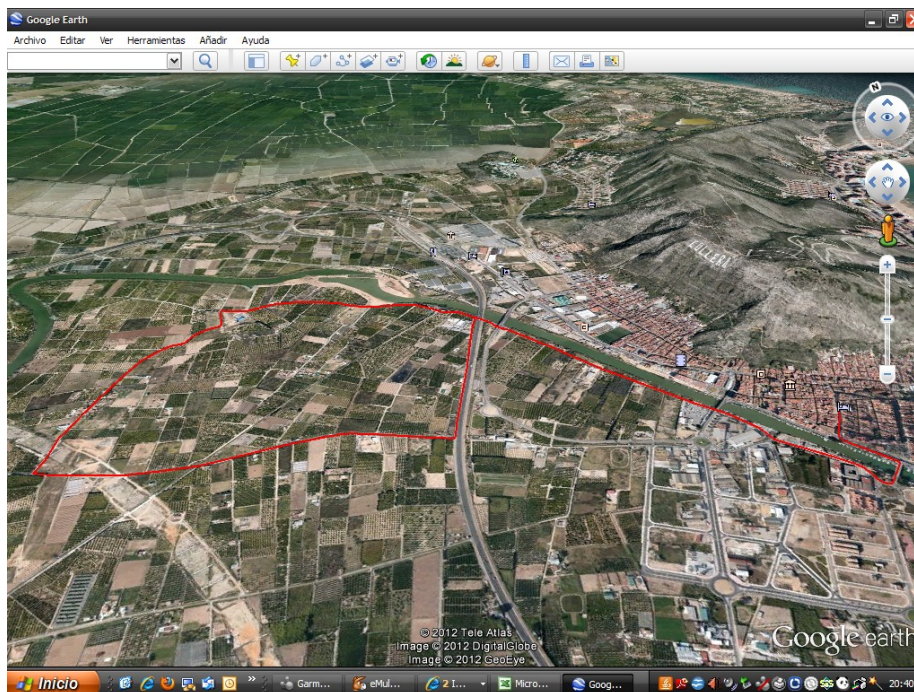 Google Earth
Archivo Editar Ver Herramientas Añadir Ayuda
N
CULLERA
© 2012 Tele Atlas
Image © 2012 DigitalGlobe
Image © 2012 GeoEye
Google earth
Inicio
Garm...
eMul...
2 I...
Micro...
Goog...
20:40